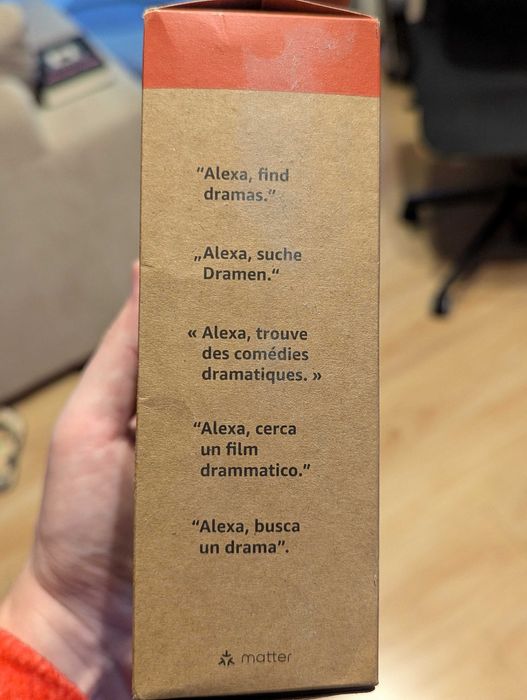 “Alexa, find
dramas.”
„Alexa, suche
Dramen.“
« Alexa, trouve
des comédies
dramatiques. »
“Alexa, cerca
un film
drammatico.”
“Alexa, busca
un drama”.
matter